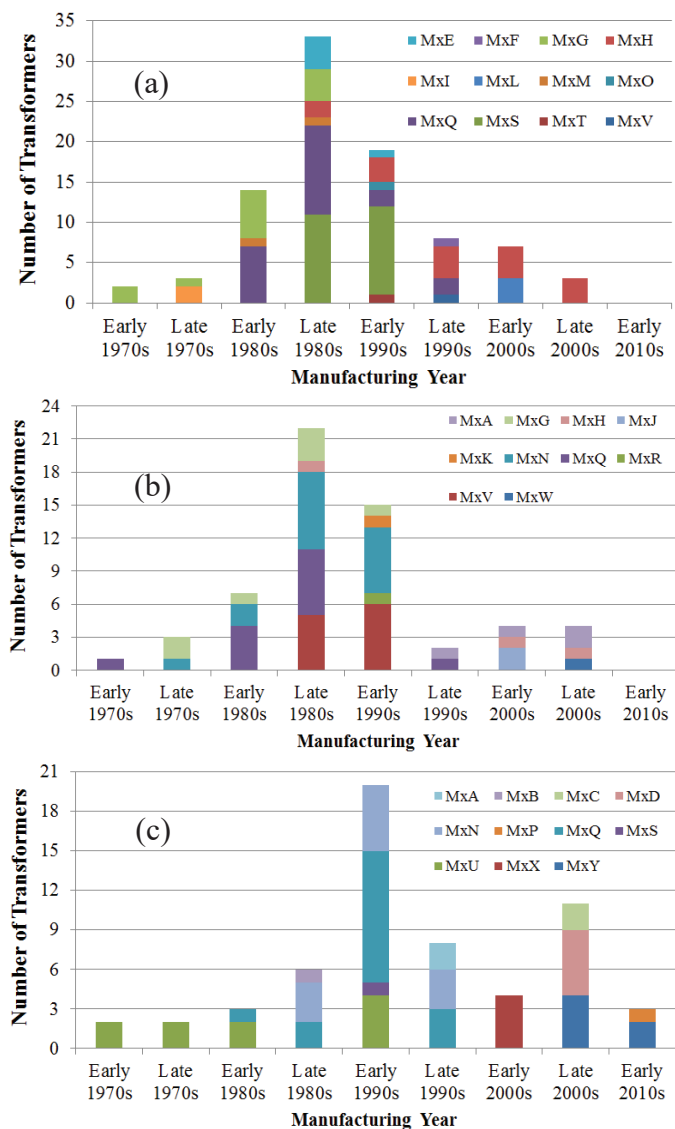 35
30
25
20
15
10
5
0
Number of Transformers
(a)
MxE MxF MxG MxH
MxI MxL MxM MxO
MxQ MxS MxT MxV
Early Late Early Late Early Late Early Late Early
1970s 1970s 1980s 1980s 1990s 1990s 2000s 2000s 2010s
Manufacturing Year
24
21
18
15
12
9
6
3
0
Number of Transformers
(b)
MxA MxG MxH MxJ
MxK MxN MxQ MxR
MxV MxW
Early Late Early Late Early Late Early Late Early
1970s 1970s 1980s 1980s 1990s 1990s 2000s 2000s 2010s
Manufacturing Year
21
18
15
12
9
6
3
0
Number of Transformers
(c)
MxA MxB MxC MxD
MxN MxP MxQ MxS
MxU MxX MxY
Early Late Early Late Early Late Early Late Early
1970s 1970s 1980s 1980s 1990s 1990s 2000s 2000s 2010s
Manufacturing Year